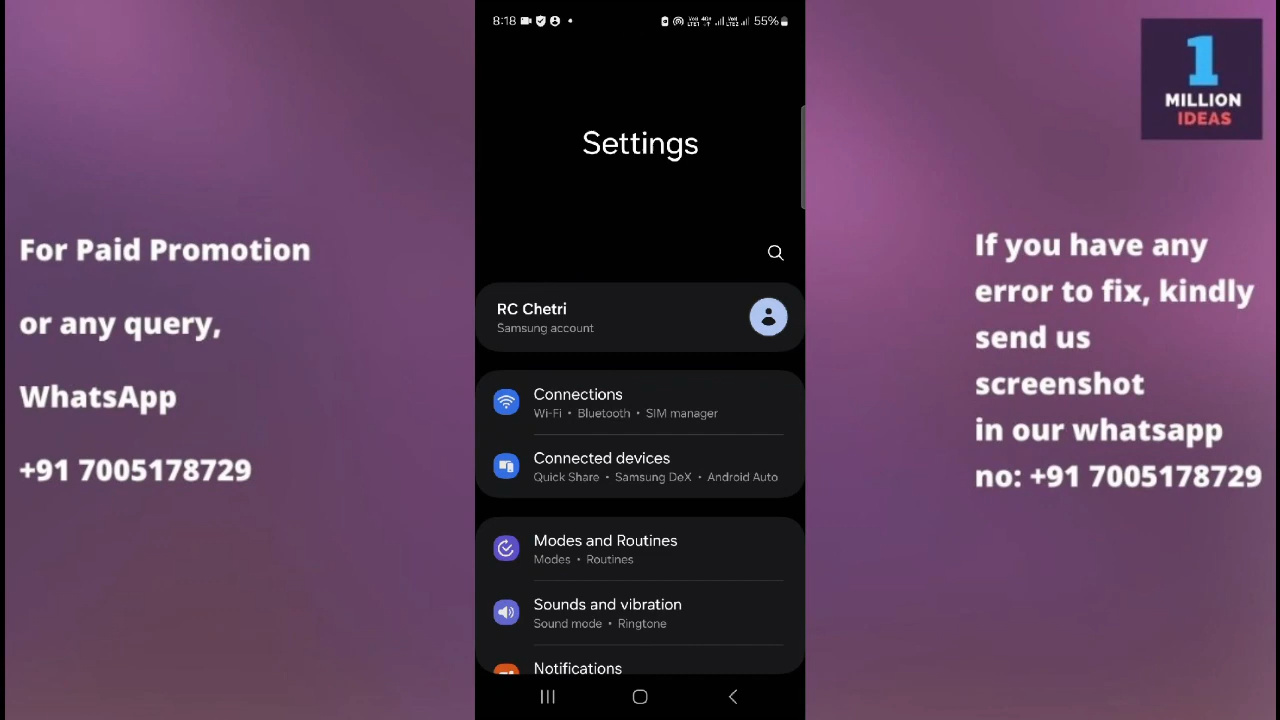 8:18
55%
1
MILLION
IDEAS
Settings
For Paid Promotion
or any query,
WhatsApp
+91 7005178729
If you have any
error to fix, kindly
send us
screenshot
in our whatsapp
no: +91 7005178729
RC Chetri
Samsung account
Connections
Wi-Fi • Bluetooth • SIM manager
Connected devices
Quick Share • Samsung DeX • Android Auto
Modes and Routines
Modes • Routines
Sounds and vibration
Sound mode • Ringtone
Notifications